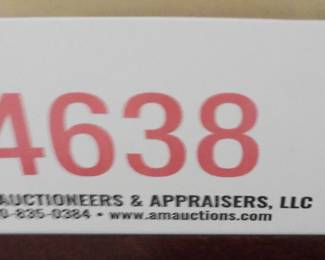 4638
AUCTIONEERS & APPRAISERS, LLC
0-835-0384 • www.amauctions.com